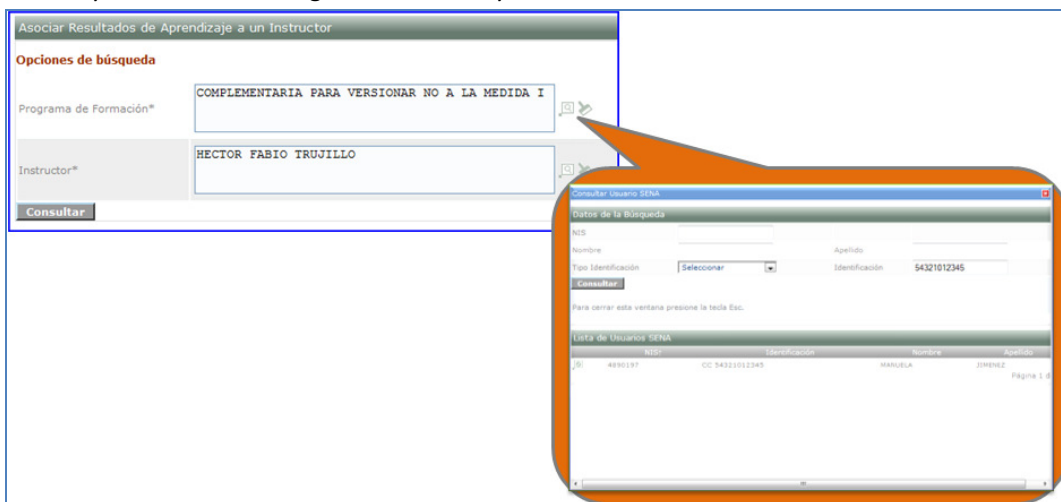 Asociar Resultados de Aprendizaje a un Instructor
Opciones de búsqueda
Programa de Formación*
COMPLEMENTARIA PARA VERSIONAR NO A LA MEDIDA I
Instructor*
HECTOR FABIO TRUJILLO
Consultar
Consultar Usuario SENA
Datos de la Búsqueda
NIS
Nombre Apellido
Tipo Identificación Seleccionar Identificación 54321012345
Consultar
Para cerrar esta ventana presione la tecla Esc.
Lista de Usuarios SENA
NIS Identificación Nombre Apellido
4890197 CC 54321012345 MANUELA JIMENEZ
Página 1 d